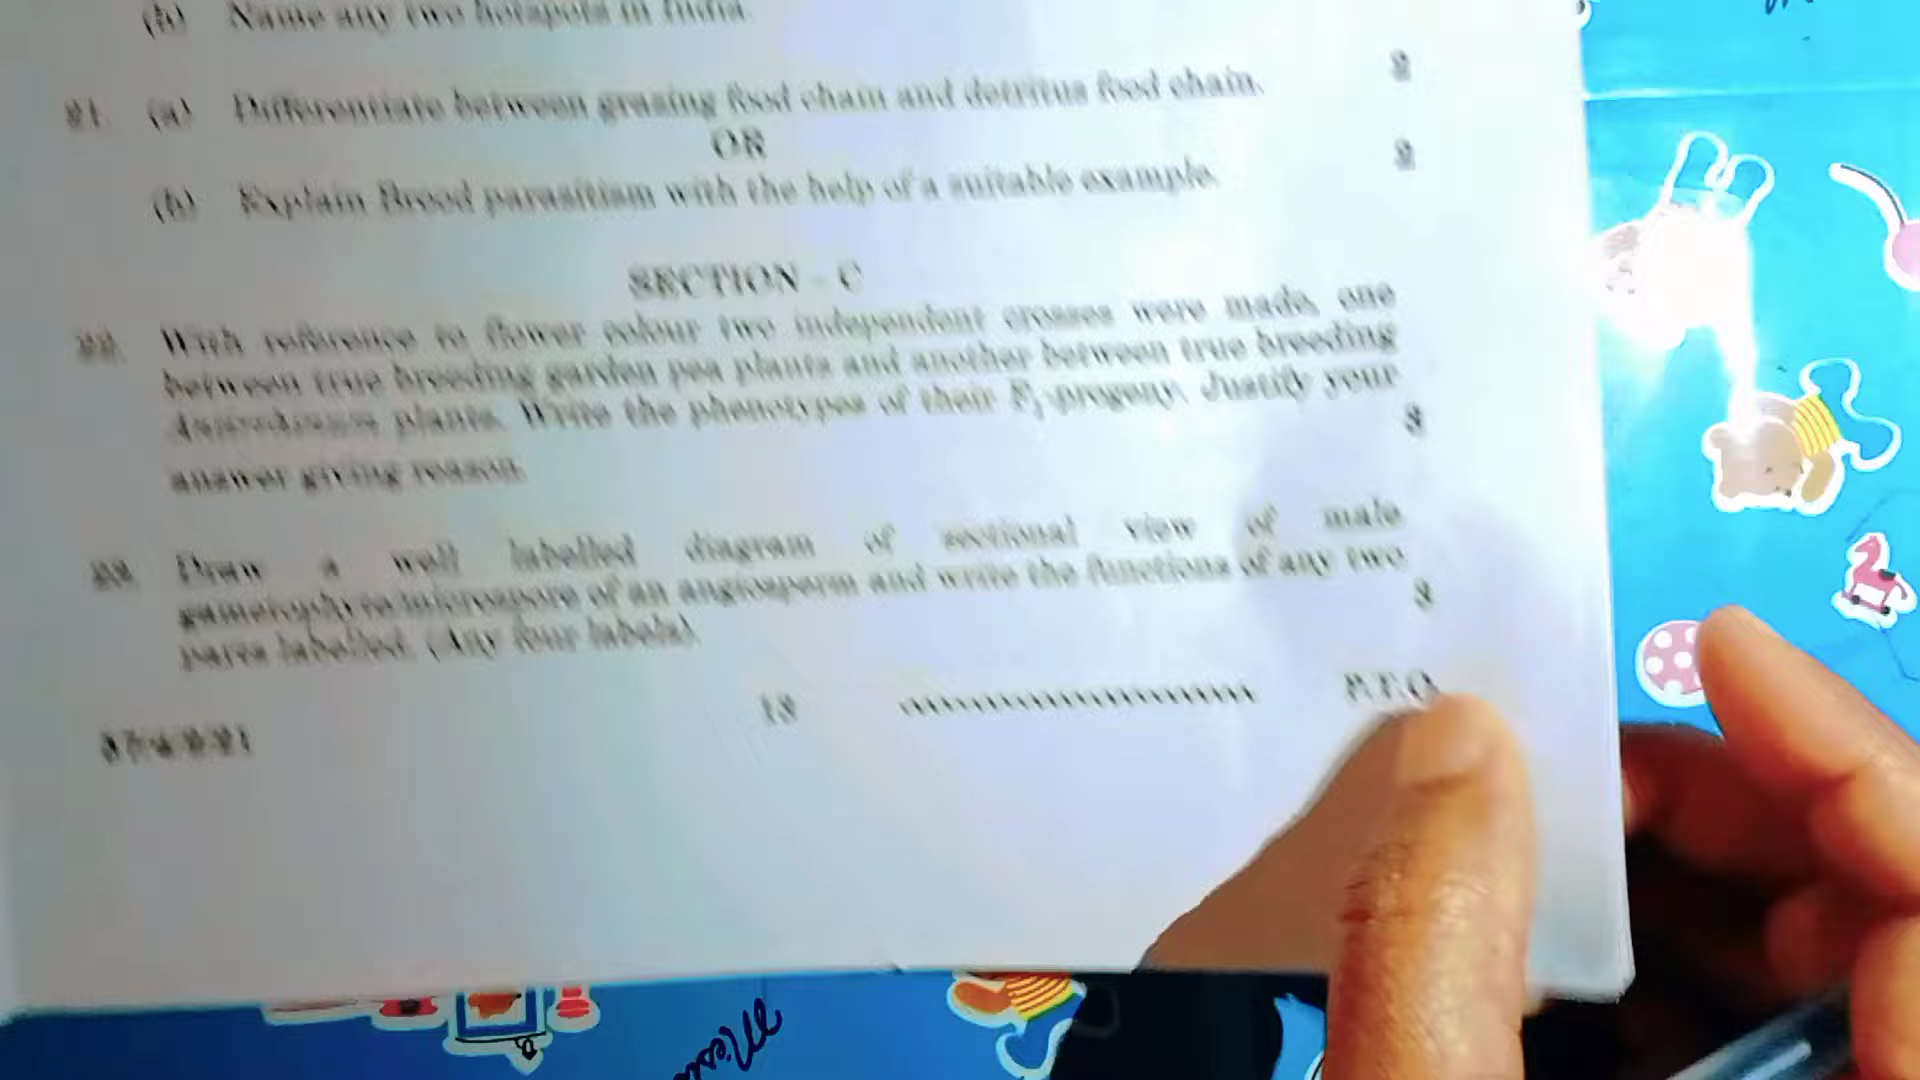 (b) Name any two hotspots in India.
2
21. (a) Differentiate between grazing food chain and detritus food chain.
OR
2
(b) Explain Brood parasitism with the help of a suitable example.
SECTION – C
22. With reference to flower colour two independent crosses were made, one
between true breeding garden pea plants and another between true breeding
plants. Write the phenotypes of their F₁-progeny. Justify your
answer giving reason.
3
23. Draw a well labelled diagram of sectional view of male
gametophyte/microspore of an angiosperm and write the functions of any two
parts labelled. (Any four labels).
3
13
P.T.O.